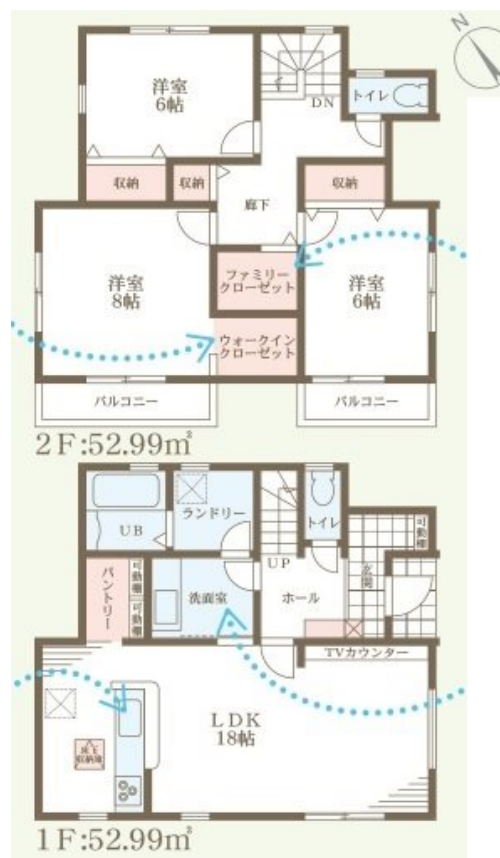 N
洋室
6帖
トイレ
DN
収納
収納
収納
廊下
洋室
8帖
ファミリー
クローゼット
洋室
6帖
ウォークイン
クローゼット
バルコニー
バルコニー
2F:52.99㎡
UB
ランドリー
トイレ
可動棚
パントリー
可動棚
可動棚
洗面室
UP
ホール
玄関
TVカウンター
LDK
18帖
床下
収納庫
1F:52.99㎡